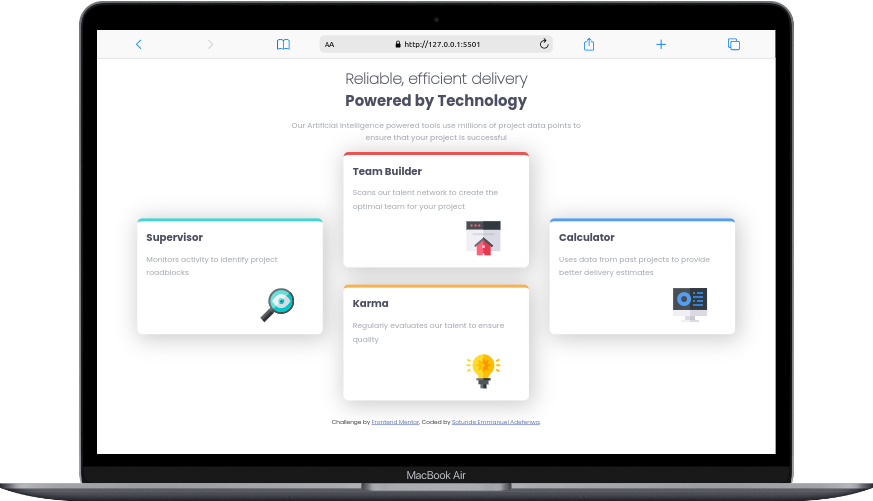 AA
http://127.0.0.1:5501
Reliable, efficient delivery
Powered by Technology
Our Artificial Intelligence powered tools use millions of project data points to
ensure that your project is successful
Team Builder
Scans our talent network to create the
optimal team for your project
Supervisor
Monitors activity to identify project
roadblocks
Calculator
Uses data from past projects to provide
better delivery estimates
Karma
Regularly evaluates our talent to ensure
quality
Challenge by Frontend Mentor. Coded by Sotunde Emmanuel Adeferwa.
MacBook Air